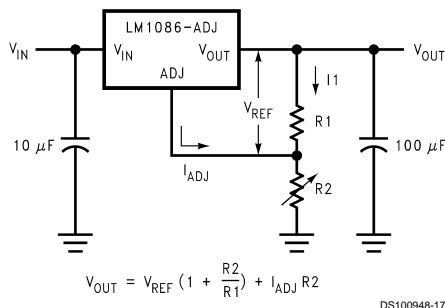 LM1086-ADJ
V_IN V_IN V_OUT V_OUT
ADJ
I1
V_REF
R1
10 μF
100 μF
I_ADJ
R2
V_OUT = V_REF (1 + R2/R1) + I_ADJ R2
DS100948-17